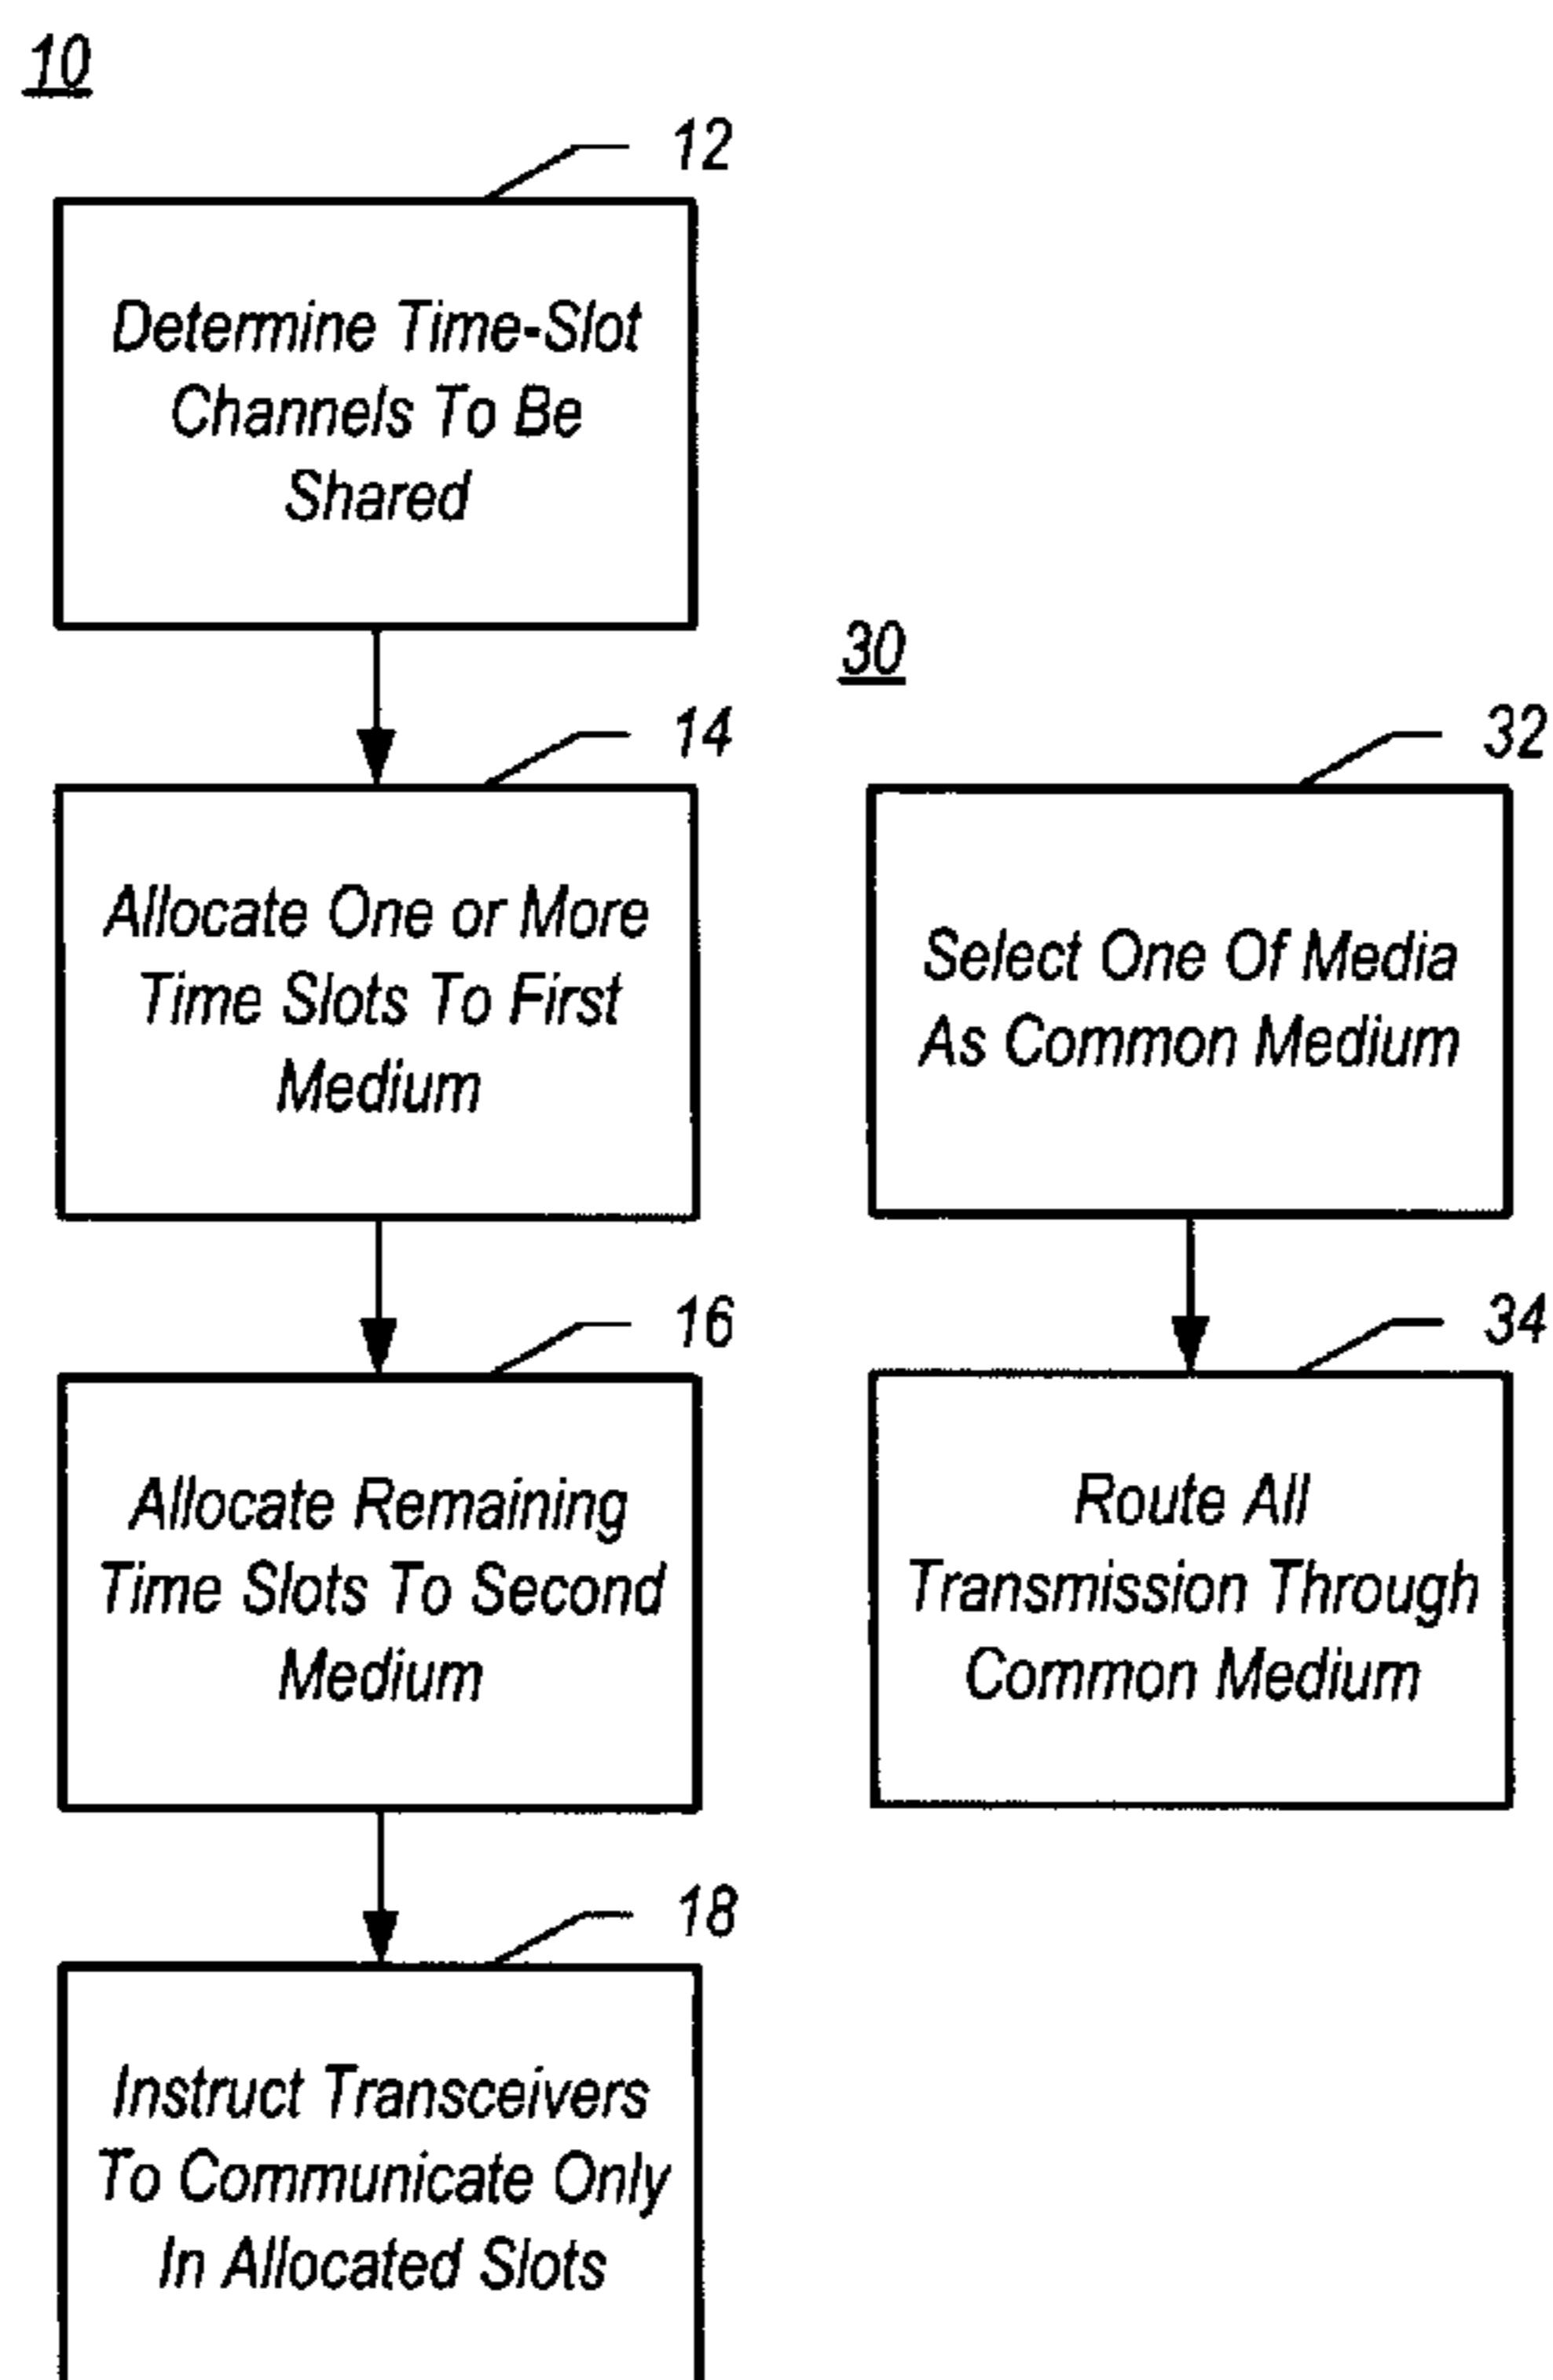 10
12
Determine Time-Slot
Channels To Be
Shared
14
Allocate One or More
Time Slots To First
Medium
16
Allocate Remaining
Time Slots To Second
Medium
18
Instruct Transceivers
To Communicate Only
In Allocated Slots
30
32
Select One Of Media
As Common Medium
34
Route All
Transmission Through
Common Medium